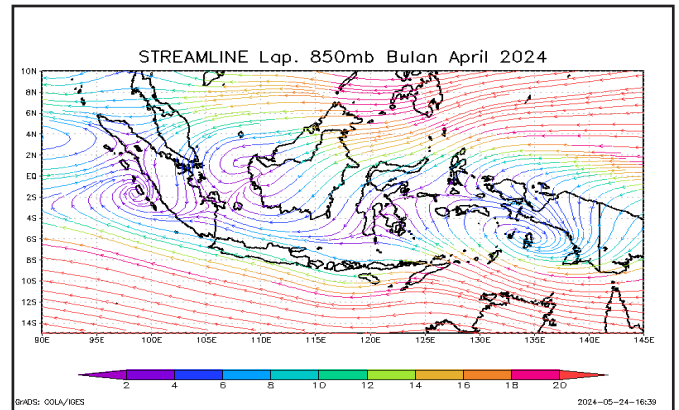 STREAMLINE Lap. 850mb Bulan April 2024
10N
8N
6N
4N
2N
EQ
2S
4S
6S
8S
10S
12S
14S
90E 95E 100E 105E 110E 115E 120E 125E 130E 135E 140E 145E
2 4 6 8 10 12 14 16 18 20
GrADS: COLA/IGES 2024-05-24-16:39